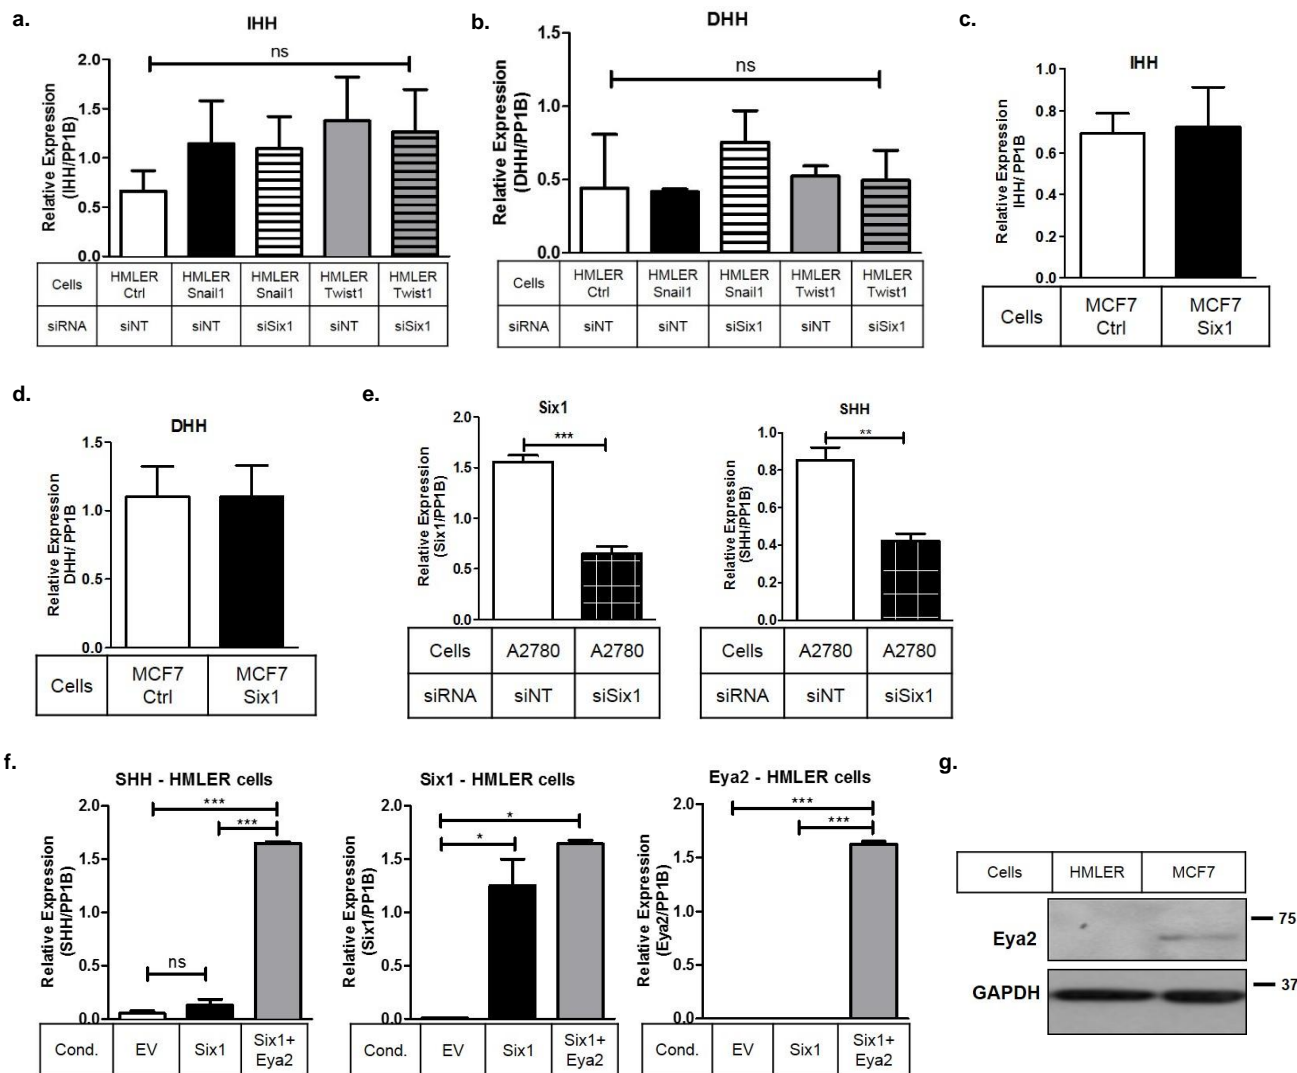 a.
IHH
ns
Relative Expression
(IHH/PP1B)
2.0
1.5
1.0
0.5
0.0
Cells
HMLER
Ctrl
HMLER
Snail1
HMLER
Snail1
HMLER
Twist1
HMLER
Twist1
siRNA
siNT
siNT
siSix1
siNT
siSix1
b.
DHH
ns
Relative Expression
(DHH/PP1B)
1.5
1.0
0.5
0.0
Cells
HMLER
Ctrl
HMLER
Snail1
HMLER
Snail1
HMLER
Twist1
HMLER
Twist1
siRNA
siNT
siNT
siSix1
siNT
siSix1
c.
IHH
Relative Expression
IHH/ PP1B
1.0
0.8
0.6
0.4
0.2
0.0
Cells
MCF7
Ctrl
MCF7
Six1
d.
DHH
Relative Expression
DHH/ PP1B
1.5
1.0
0.5
0.0
Cells
MCF7
Ctrl
MCF7
Six1
e.
Six1
***
Relative Expression
(Six1/PP1B)
2.0
1.5
1.0
0.5
0.0
Cells
A2780
A2780
siRNA
siNT
siSix1
SHH
**
Relative Expression
(SHH/PP1B)
1.0
0.8
0.6
0.4
0.2
0.0
Cells
A2780
A2780
siRNA
siNT
siSix1
f.
SHH - HMLER cells
***
***
ns
Relative Expression
(SHH/PP1B)
2.0
1.5
1.0
0.5
0.0
Cond.
EV
Six1
Six1+
Eya2
Six1 - HMLER cells
*
*
Relative Expression
(Six1/PP1B)
2.0
1.5
1.0
0.5
0.0
Cond.
EV
Six1
Six1+
Eya2
Eya2 - HMLER cells
***
***
Relative Expression
(Eya2/PP1B)
2.0
1.5
1.0
0.5
0.0
Cond.
EV
Six1
Six1+
Eya2
g.
Cells
HMLER
MCF7
Eya2
75
GAPDH
37